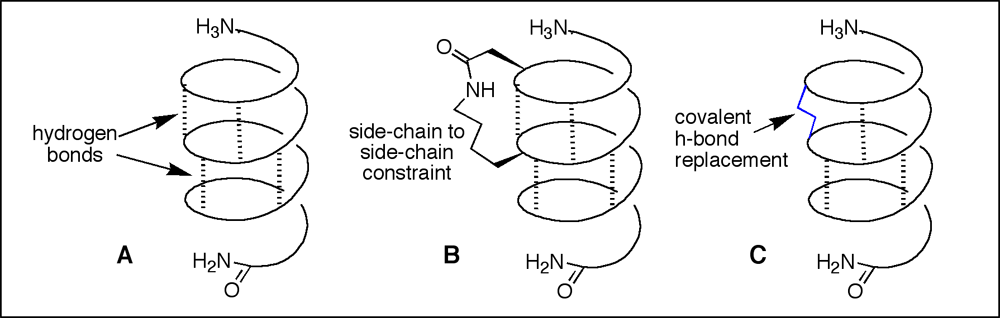 H₃N
hydrogen
bonds
H₂N
O
A
H₃N
O
NH
side-chain to
side-chain
constraint
H₂N
O
B
H₃N
covalent
h-bond
replacement
H₂N
O
C